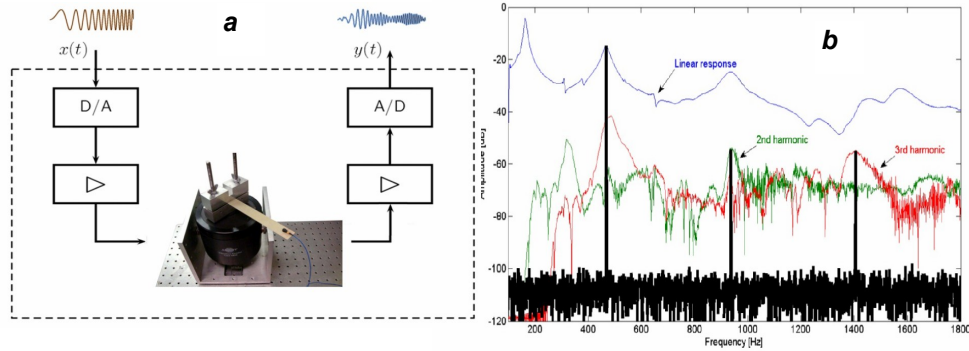 a
x(t)
y(t)
D/A
A/D
b
0
-20
-40
-60
-80
-100
-120
Linear response
2nd harmonic
3rd harmonic
200 400 600 800 1000 1200 1400 1600 1800
Frequency [Hz]